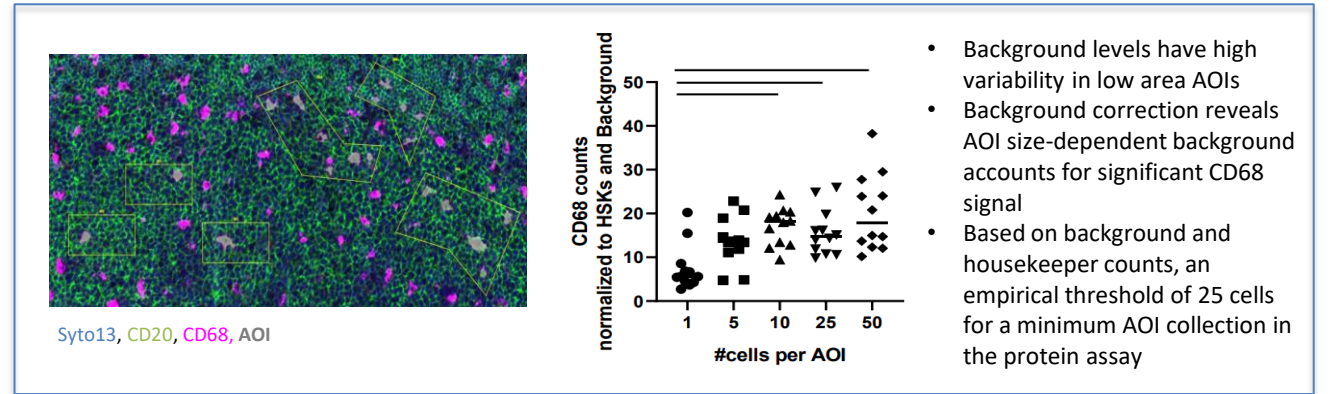 Syto13, CD20, CD68, AOI
CD68 counts
normalized to HSKs and Background
50
40
30
20
10
0
1 5 10 25 50
#cells per AOI
• Background levels have high
variability in low area AOIs
• Background correction reveals
AOI size-dependent background
accounts for significant CD68
signal
• Based on background and
housekeeper counts, an
empirical threshold of 25 cells
for a minimum AOI collection in
the protein assay